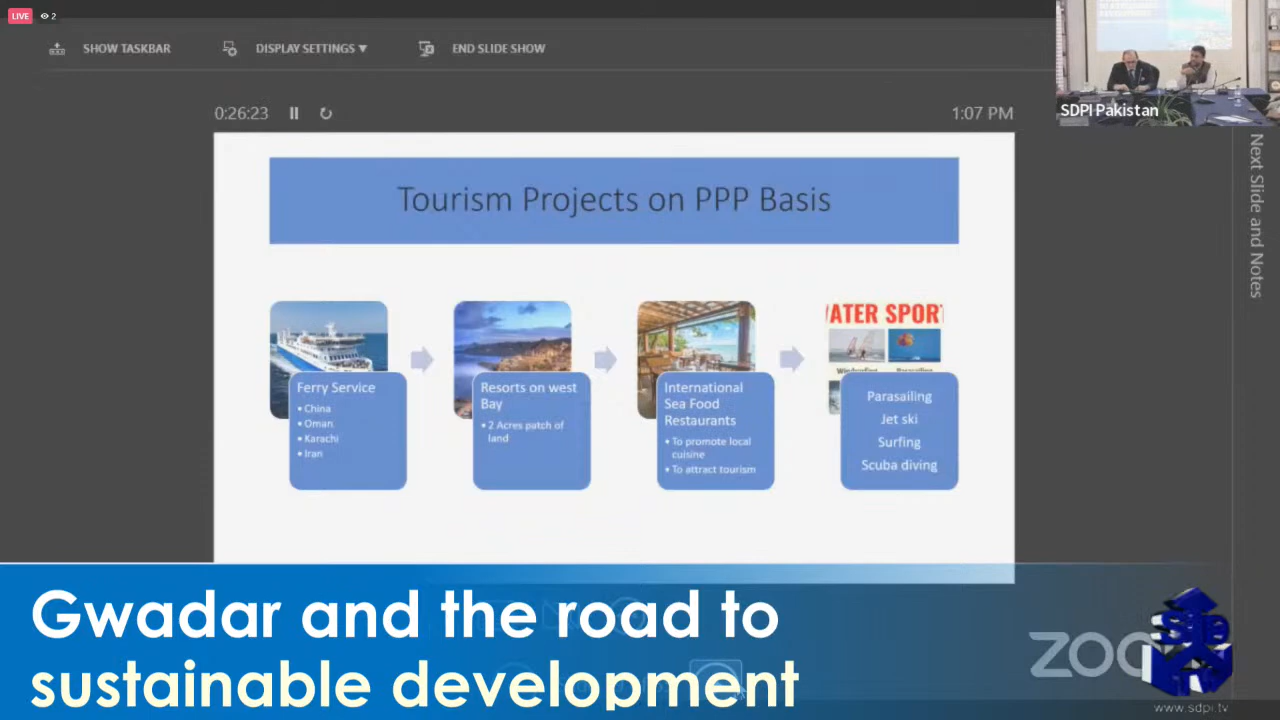 LIVE 2
SHOW TASKBAR
DISPLAY SETTINGS ▼
END SLIDE SHOW
SDPI Pakistan
0:26:23
1:07 PM
Next Slide and Notes
Tourism Projects on PPP Basis
Ferry Service
• China
• Oman
• Karachi
• Iran
Resorts on west
Bay
• 2 Acres patch of
land
International
Sea Food
Restaurants
• To promote local
cuisine
• To attract tourism
WATER SPORT
Windsurfing Parasailing
Parasailing
Jet ski
Surfing
Scuba diving
Gwadar and the road to
sustainable development
www.sdpi.tv